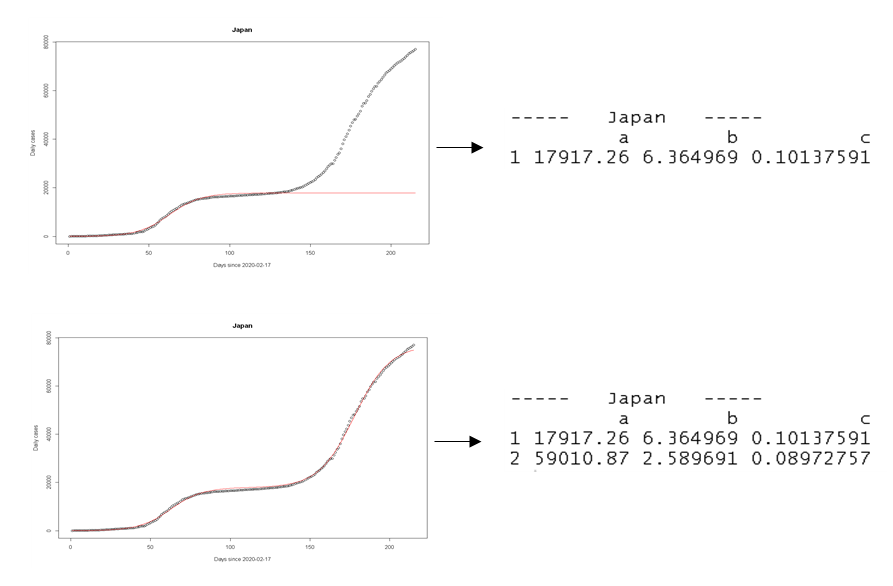 Japan
80000
60000
40000
20000
0
Daily cases
0 50 100 150 200
Days since 2020-02-17
----- Japan -----
a b c
1 17917.26 6.364969 0.10137591
Japan
80000
60000
40000
20000
0
Daily cases
0 50 100 150 200
Days since 2020-02-17
----- Japan -----
a b c
1 17917.26 6.364969 0.10137591
2 59010.87 2.589691 0.08972757